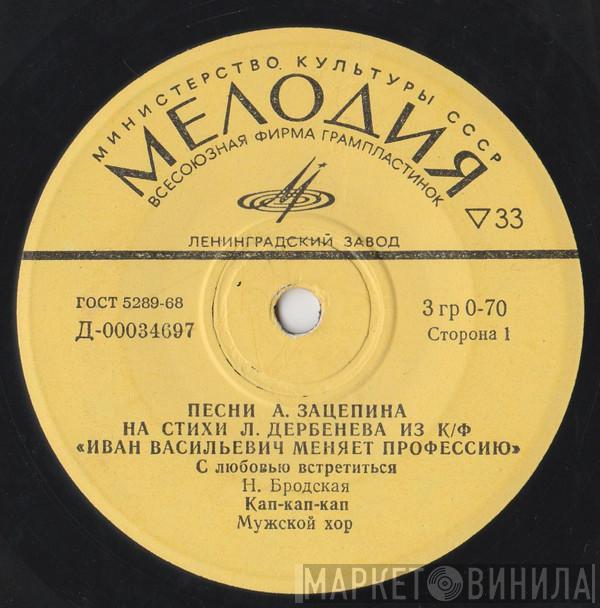 МИНИСТЕРСТВО КУЛЬТУРЫ СССР
МЕЛОДИЯ
ВСЕСОЮЗНАЯ ФИРМА ГРАМПЛАСТИНОК
▽33
ЛЕНИНГРАДСКИЙ ЗАВОД
ГОСТ 5289-68
3 гр 0-70
Д-00034697
Сторона 1
ПЕСНИ А. ЗАЦЕПИНА
НА СТИХИ Л. ДЕРБЕНЕВА ИЗ К/Ф
«ИВАН ВАСИЛЬЕВИЧ МЕНЯЕТ ПРОФЕССИЮ»
С любовью встретиться
Н. Бродская
Кап-кап-кап
Мужской хор
МАРКЕТ ВИНИЛА